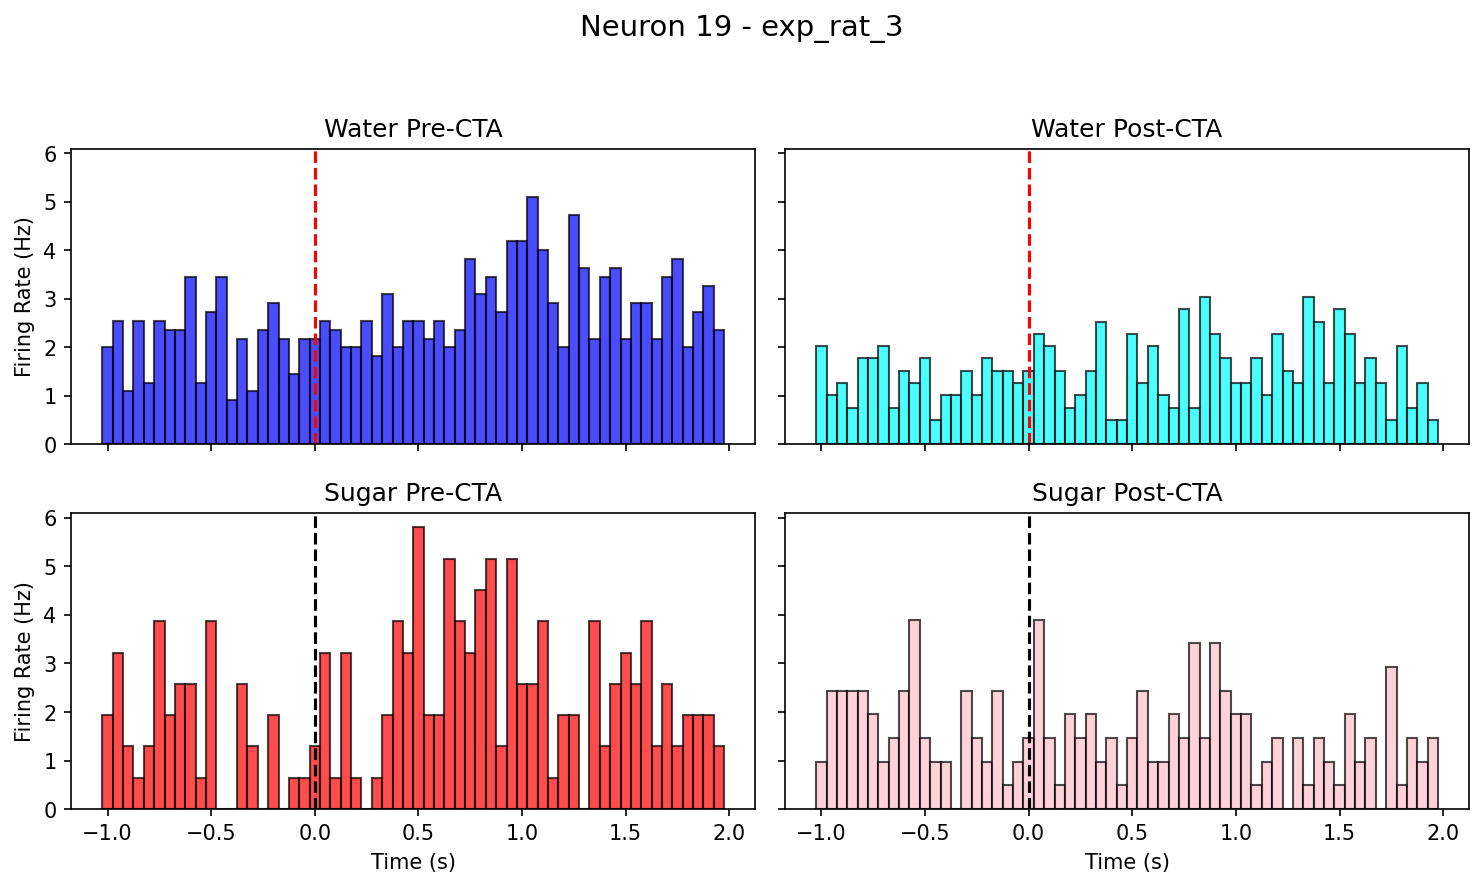 Neuron 19 - exp_rat_3
Water Pre-CTA
Water Post-CTA
Firing Rate (Hz)
6
5
4
3
2
1
0
Sugar Pre-CTA
Sugar Post-CTA
Firing Rate (Hz)
6
5
4
3
2
1
0
−1.0 −0.5 0.0 0.5 1.0 1.5 2.0
−1.0 −0.5 0.0 0.5 1.0 1.5 2.0
Time (s)
Time (s)